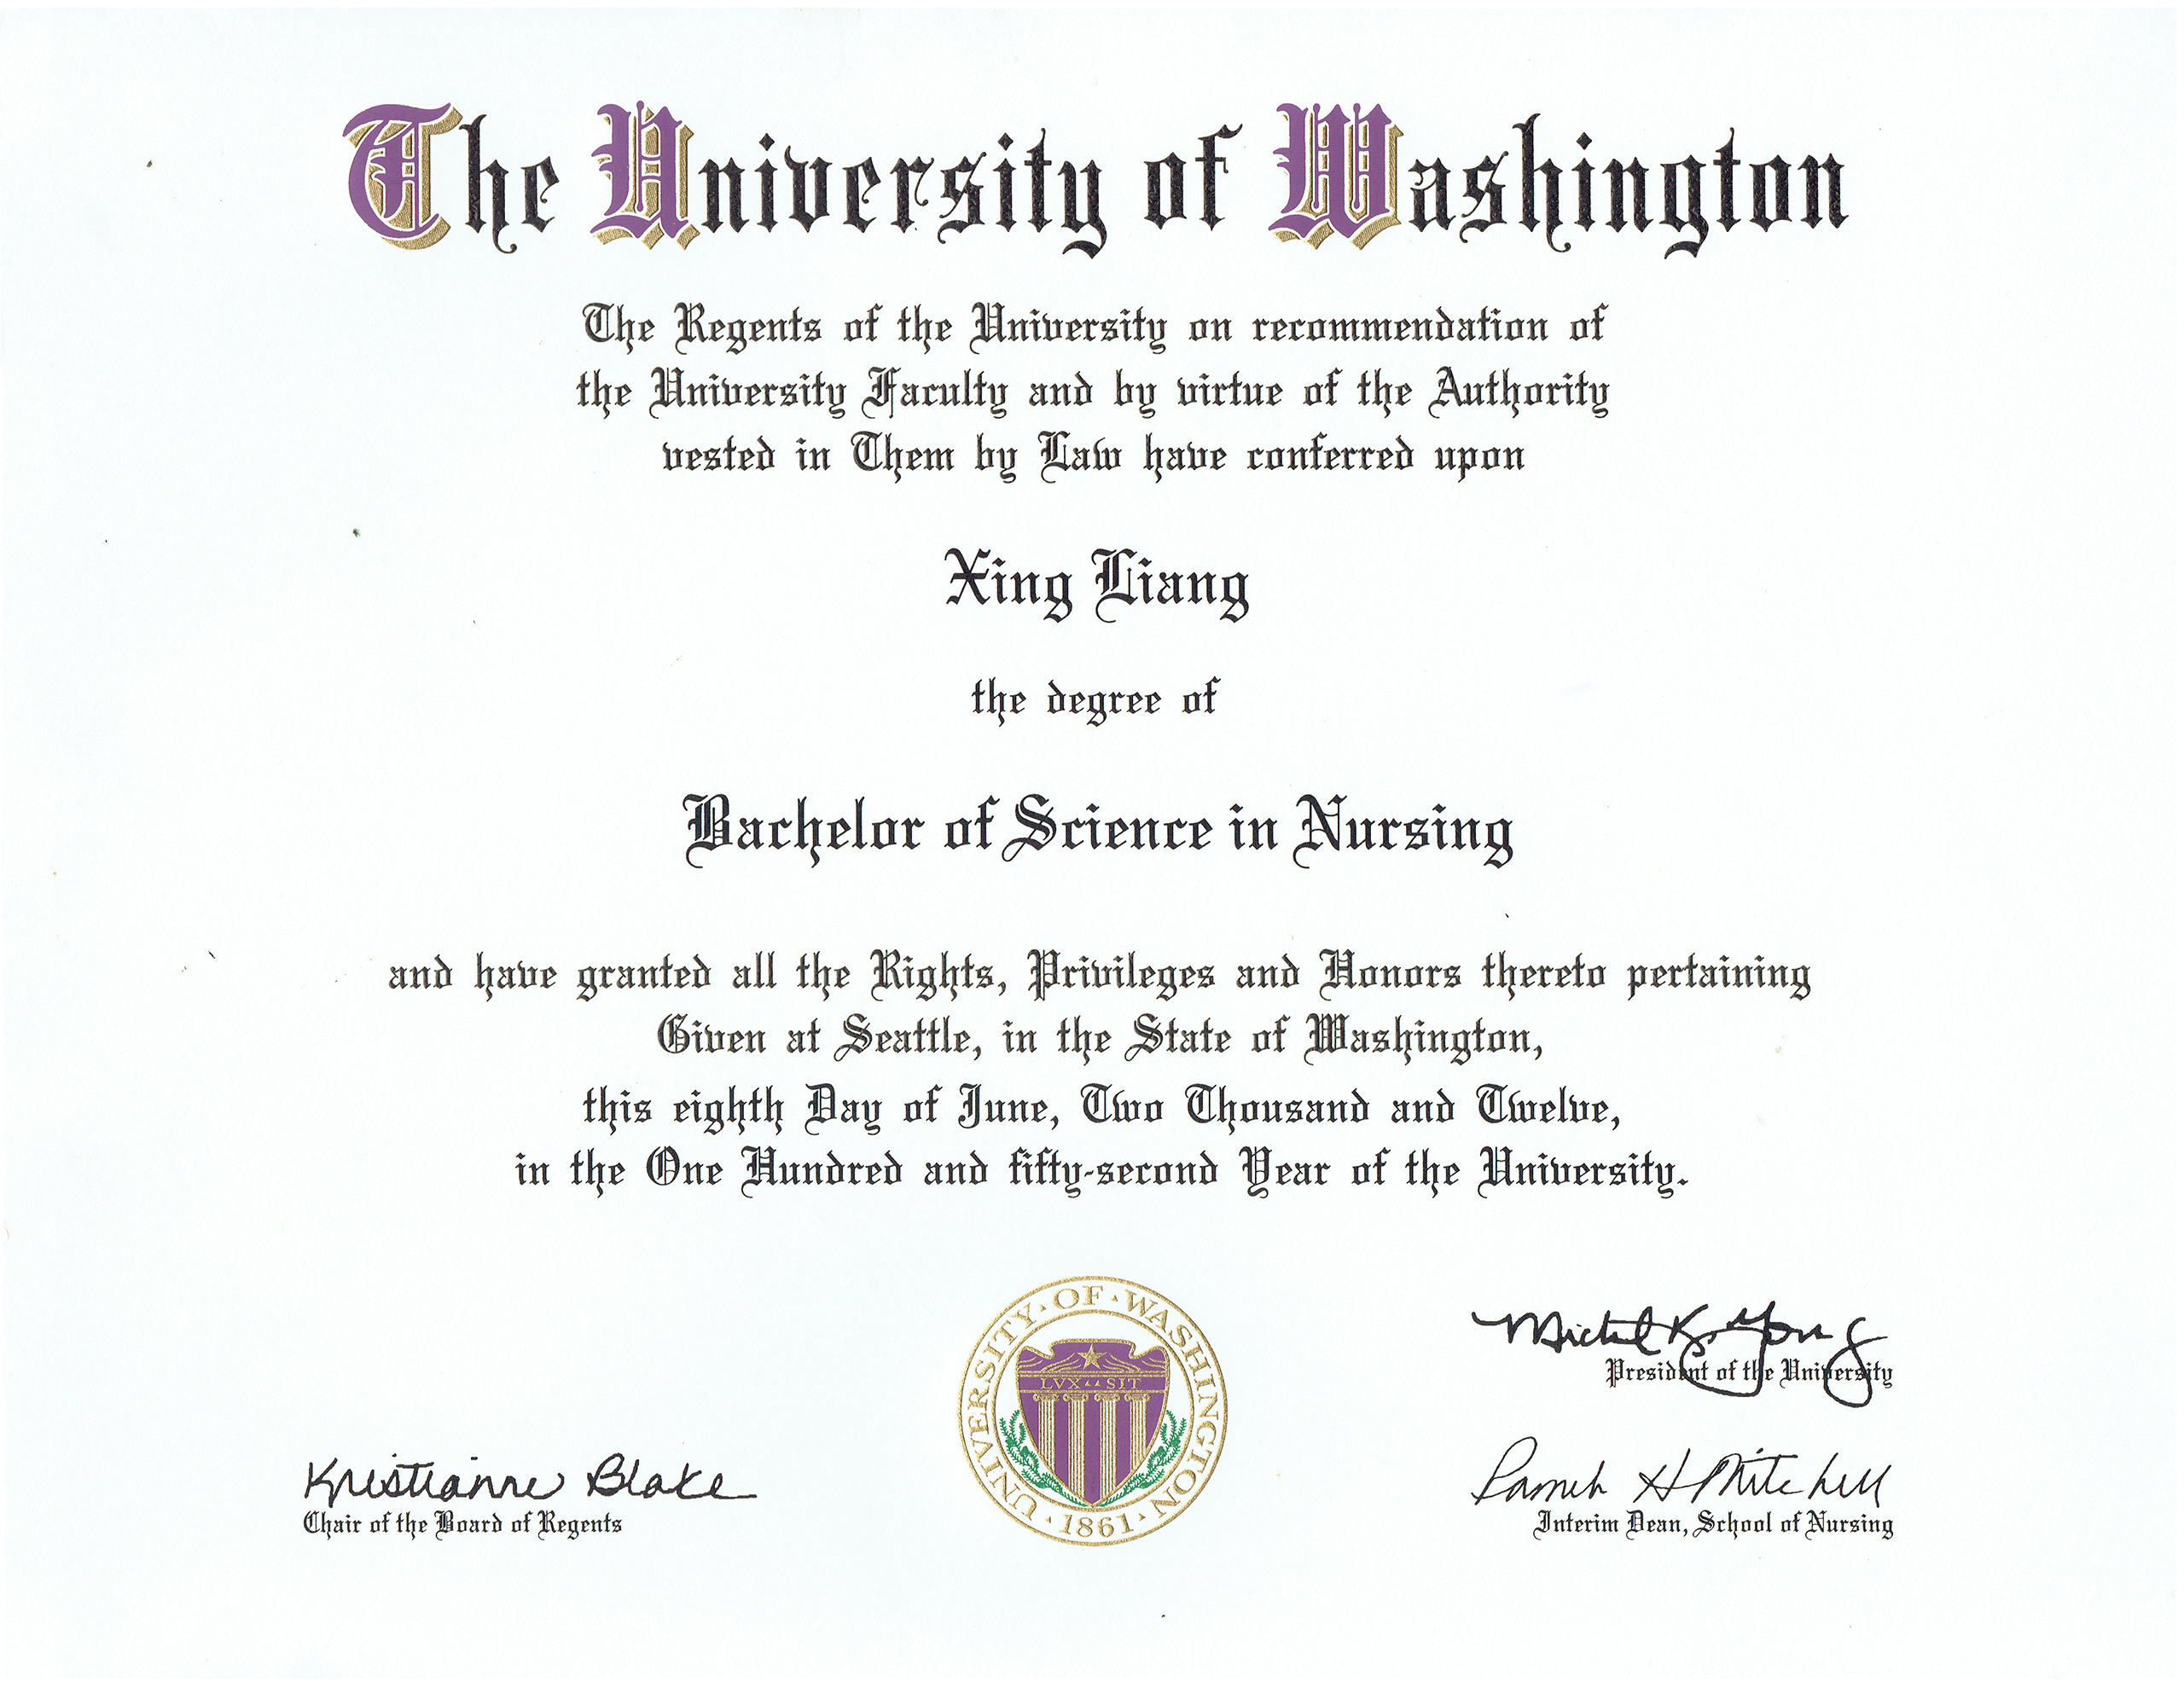 The University of Washington
The Regents of the University on recommendation of
the University Faculty and by virtue of the Authority
vested in Them by Law have conferred upon
Xing Liang
the degree of
Bachelor of Science in Nursing
and have granted all the Rights, Privileges and Honors thereto pertaining
Given at Seattle, in the State of Washington,
this eighth Day of June, Two Thousand and Twelve,
in the One Hundred and fifty-second Year of the University.
UNIVERSITY · OF · WASHINGTON · 1861 ·
LVX SIT
Michael K. Young
President of the University
Kristianne Blake
Chair of the Board of Regents
Pamela H Mitchell
Interim Dean, School of Nursing